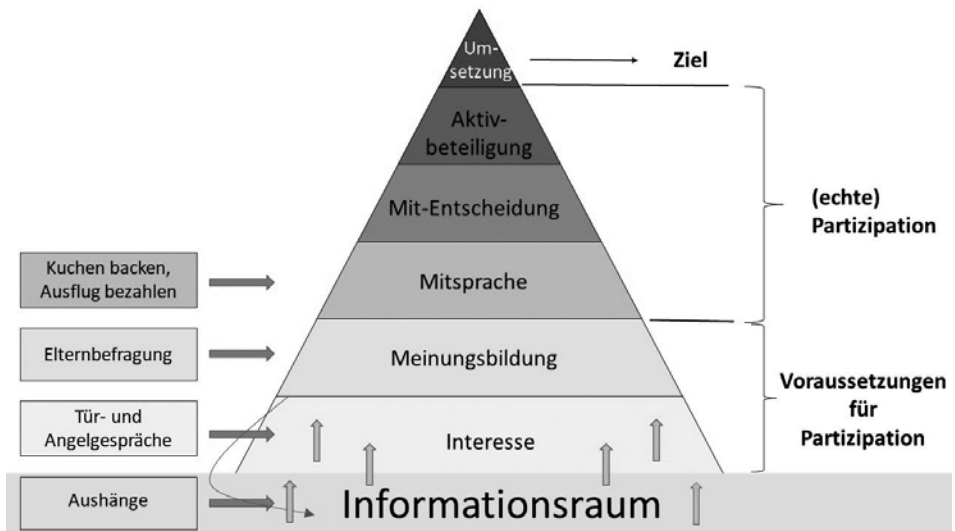 Um-
setzung
Ziel
Aktiv-
beteiligung
Mit-Entscheidung
(echte)
Partizipation
Kuchen backen,
Ausflug bezahlen
Mitsprache
Elternbefragung
Meinungsbildung
Voraussetzungen
für
Partizipation
Tür- und
Angelgespräche
Interesse
Aushänge
Informationsraum